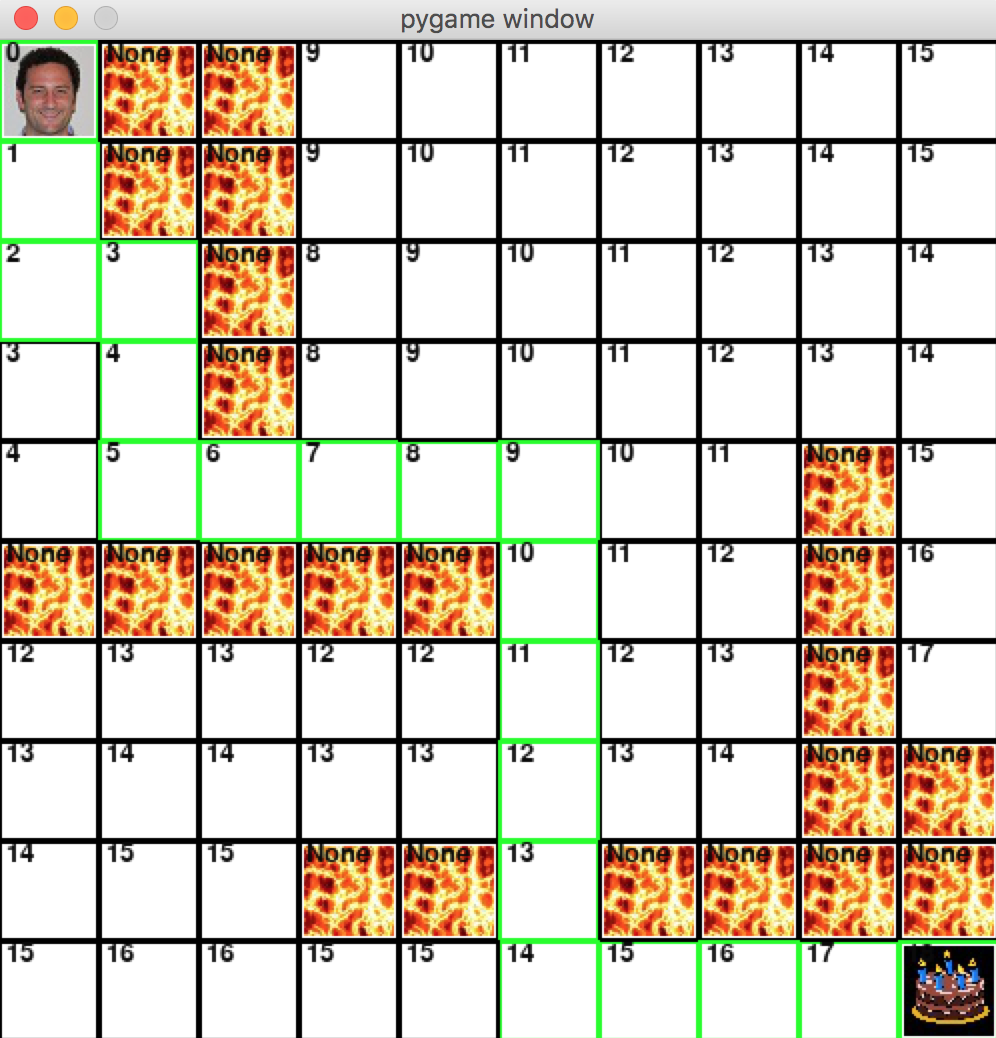 pygame window
0 None None 9 10 11 12 13 14 15
1 None None 9 10 11 12 13 14 15
2 3 None 8 9 10 11 12 13 14
3 4 None 8 9 10 11 12 13 14
4 5 6 7 8 9 10 11 None 15
None None None None None 10 11 12 None 16
12 13 13 12 12 11 12 13 None 17
13 14 14 13 13 12 13 14 None None
14 15 15 None None 13 None None None None
15 16 16 15 15 14 15 16 17